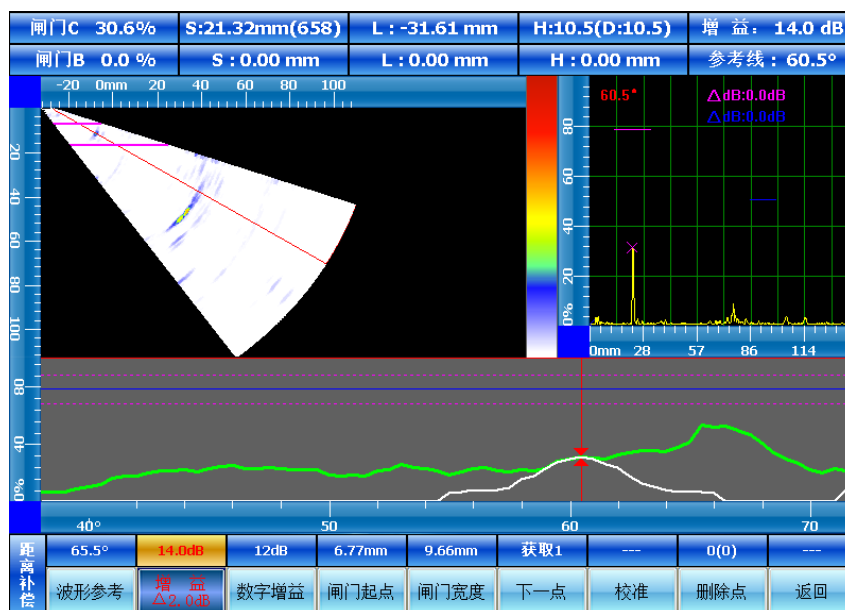 闸门C 30.6% S:21.32mm(658) L:-31.61 mm H:10.5(D:10.5) 增 益: 14.0 dB
闸门B 0.0 % S:0.00 mm L:0.00 mm H:0.00 mm 参考线:60.5°
-20 0mm 20 40 60 80 100
20
40
60
80
100
60.5°
△dB:0.0dB
△dB:0.0dB
80
60
40
20
0%
0mm 28 57 86 114
80
40
0%
40° 50 60 70
距离补偿
65.5° 14.0dB 12dB 6.77mm 9.66mm 获取1 --- 0(0) ---
波形参考 增 益 △2.0dB 数字增益 闸门起点 闸门宽度 下一点 校准 删除点 返回